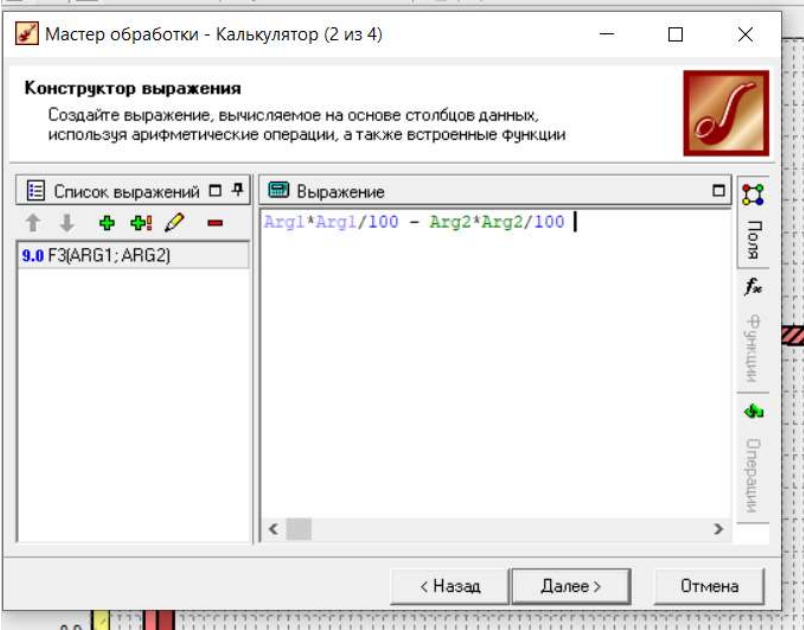 Мастер обработки - Калькулятор (2 из 4)
Конструктор выражения
Создайте выражение, вычисляемое на основе столбцов данных,
используя арифметические операции, а также встроенные функции
Список выражений
Выражение
Arg1*Arg1/100 - Arg2*Arg2/100
9.0 F3(ARG1; ARG2)
Поля
fx
Функции
Операции
< Назад
Далее >
Отмена